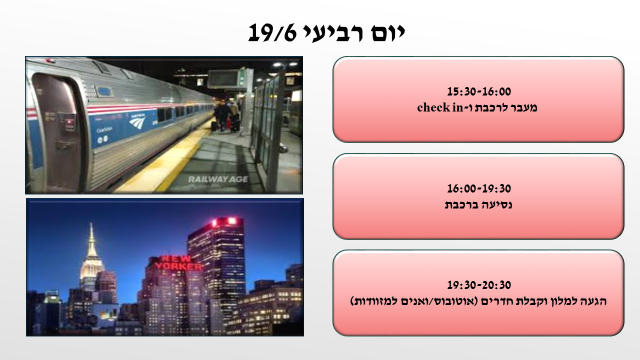 יום רביעי 19/6
15:30-16:00
מעבר לרכבת ו-check in
16:00-19:30
נסיעה ברכבת
19:30-20:30
הגעה למלון וקבלת חדרים (אוטובוס/ואנים למזוודות)
RAILWAY AGE
NEW
YORKER